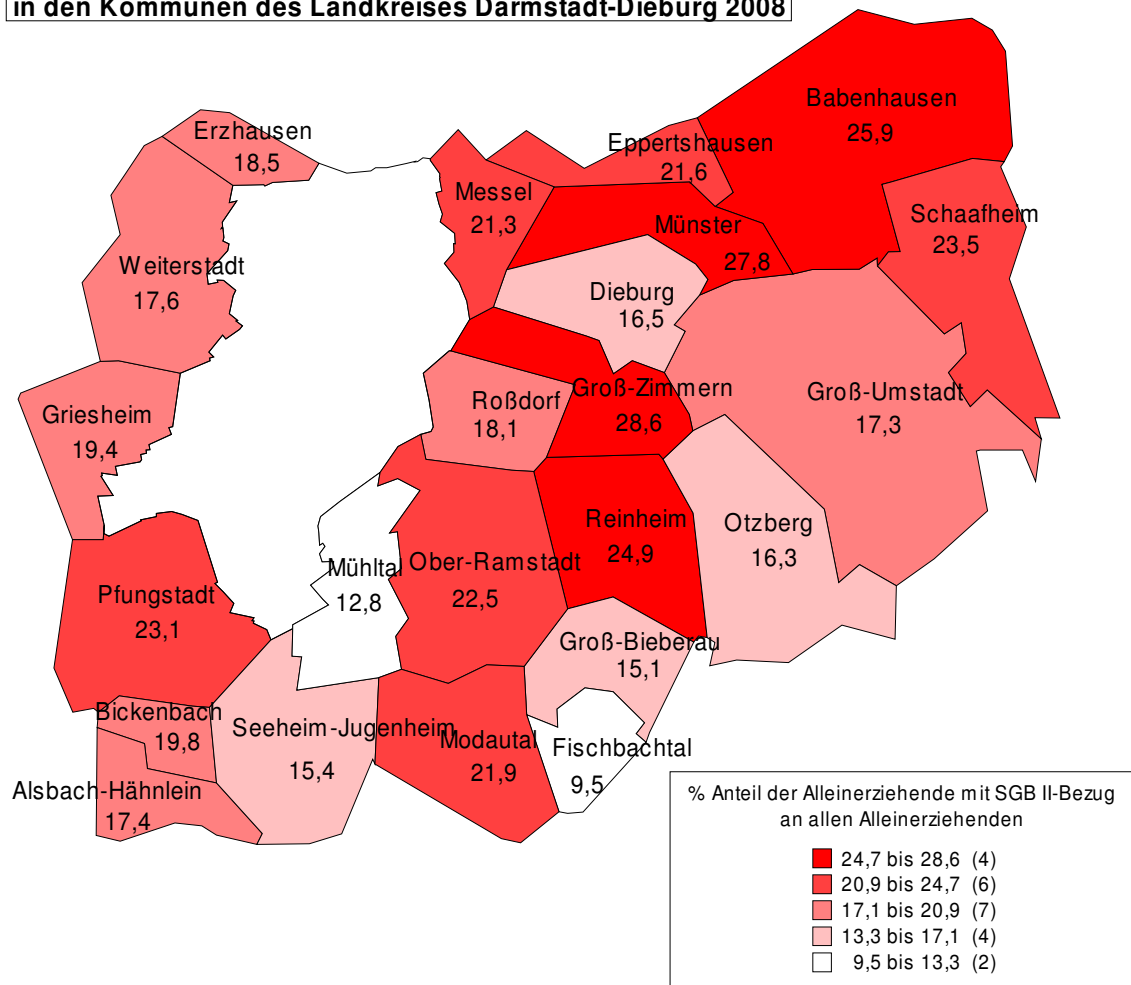 in den Kommunen des Landkreises Darmstadt-Dieburg 2008
Babenhausen
25,9
Erzhausen
18,5
Eppertshausen
21,6
Messel
21,3
Schaafheim
23,5
Münster
27,8
Weiterstadt
17,6
Dieburg
16,5
Groß-Zimmern
28,6
Groß-Umstadt
17,3
Roßdorf
18,1
Griesheim
19,4
Reinheim
24,9
Otzberg
16,3
Mühltal
12,8
Ober-Ramstadt
22,5
Pfungstadt
23,1
Groß-Bieberau
15,1
Bickenbach
19,8
Seeheim-Jugenheim
15,4
Modautal
21,9
Fischbachtal
9,5
Alsbach-Hähnlein
17,4
% Anteil der Alleinerziehende mit SGB II-Bezug
an allen Alleinerziehenden
24,7 bis 28,6 (4)
20,9 bis 24,7 (6)
17,1 bis 20,9 (7)
13,3 bis 17,1 (4)
9,5 bis 13,3 (2)